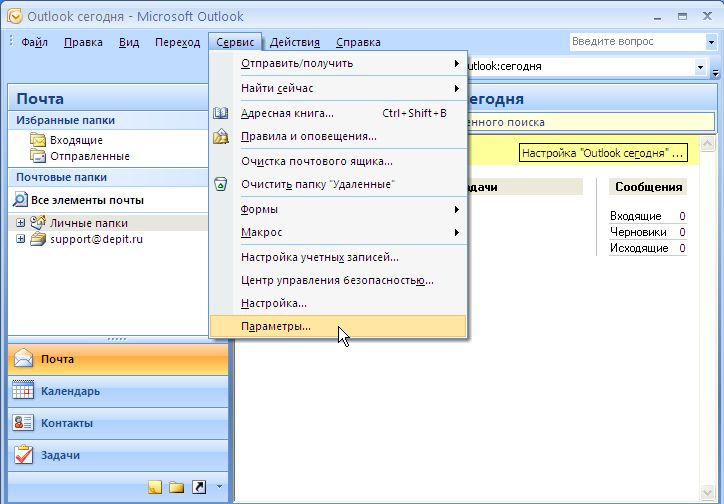 Outlook сегодня - Microsoft Outlook
Файл Правка Вид Переход Сервис Действия Справка
Введите вопрос
utlook:сегодня
Почта
Избранные папки
Входящие
Отправленные
Почтовые папки
Все элементы почты
Личные папки
support@depit.ru
Отправить/получить
Найти сейчас
Адресная книга... Ctrl+Shift+B
Правила и оповещения...
Очистка почтового ящика...
Очистить папку "Удаленные"
Формы
Макрос
Настройка учетных записей...
Центр управления безопасностью...
Настройка...
Параметры...
егодня
енного поиска
Настройка "Outlook сегодня" ...
дачи
Сообщения
Входящие 0
Черновики 0
Исходящие 0
Почта
Календарь
Контакты
Задачи